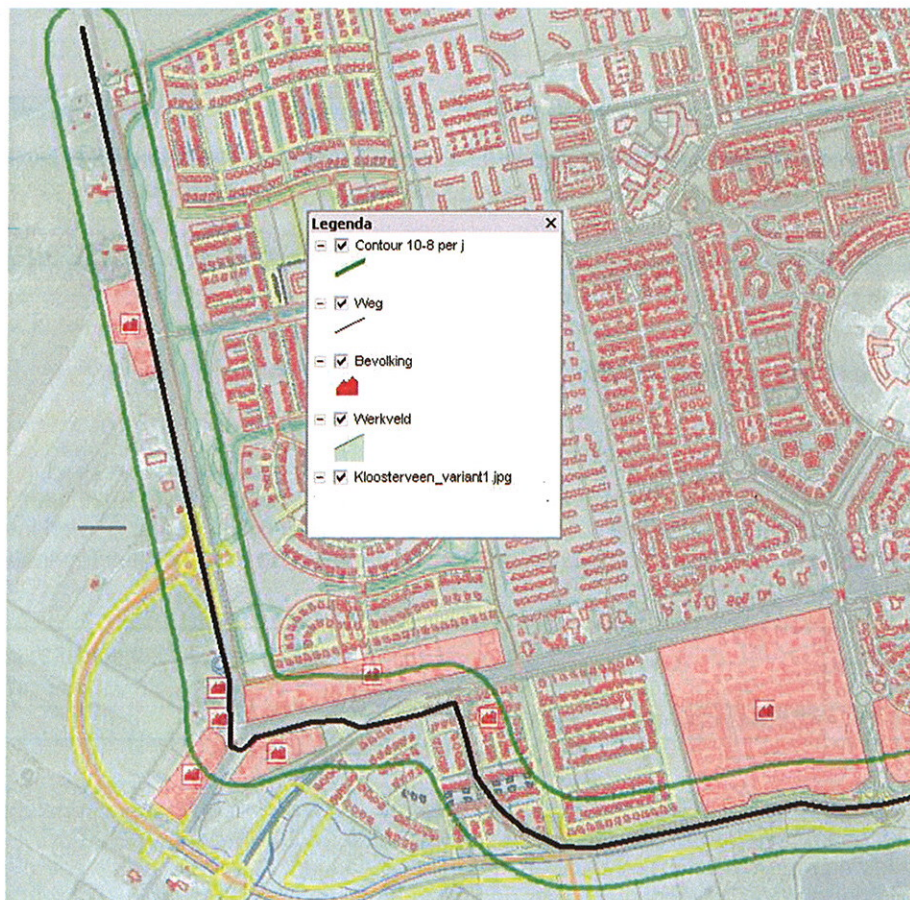 Legenda
Contour 10-8 per j
Weg
Bevolking
Werkveld
Kloosterveen_variant1.jpg